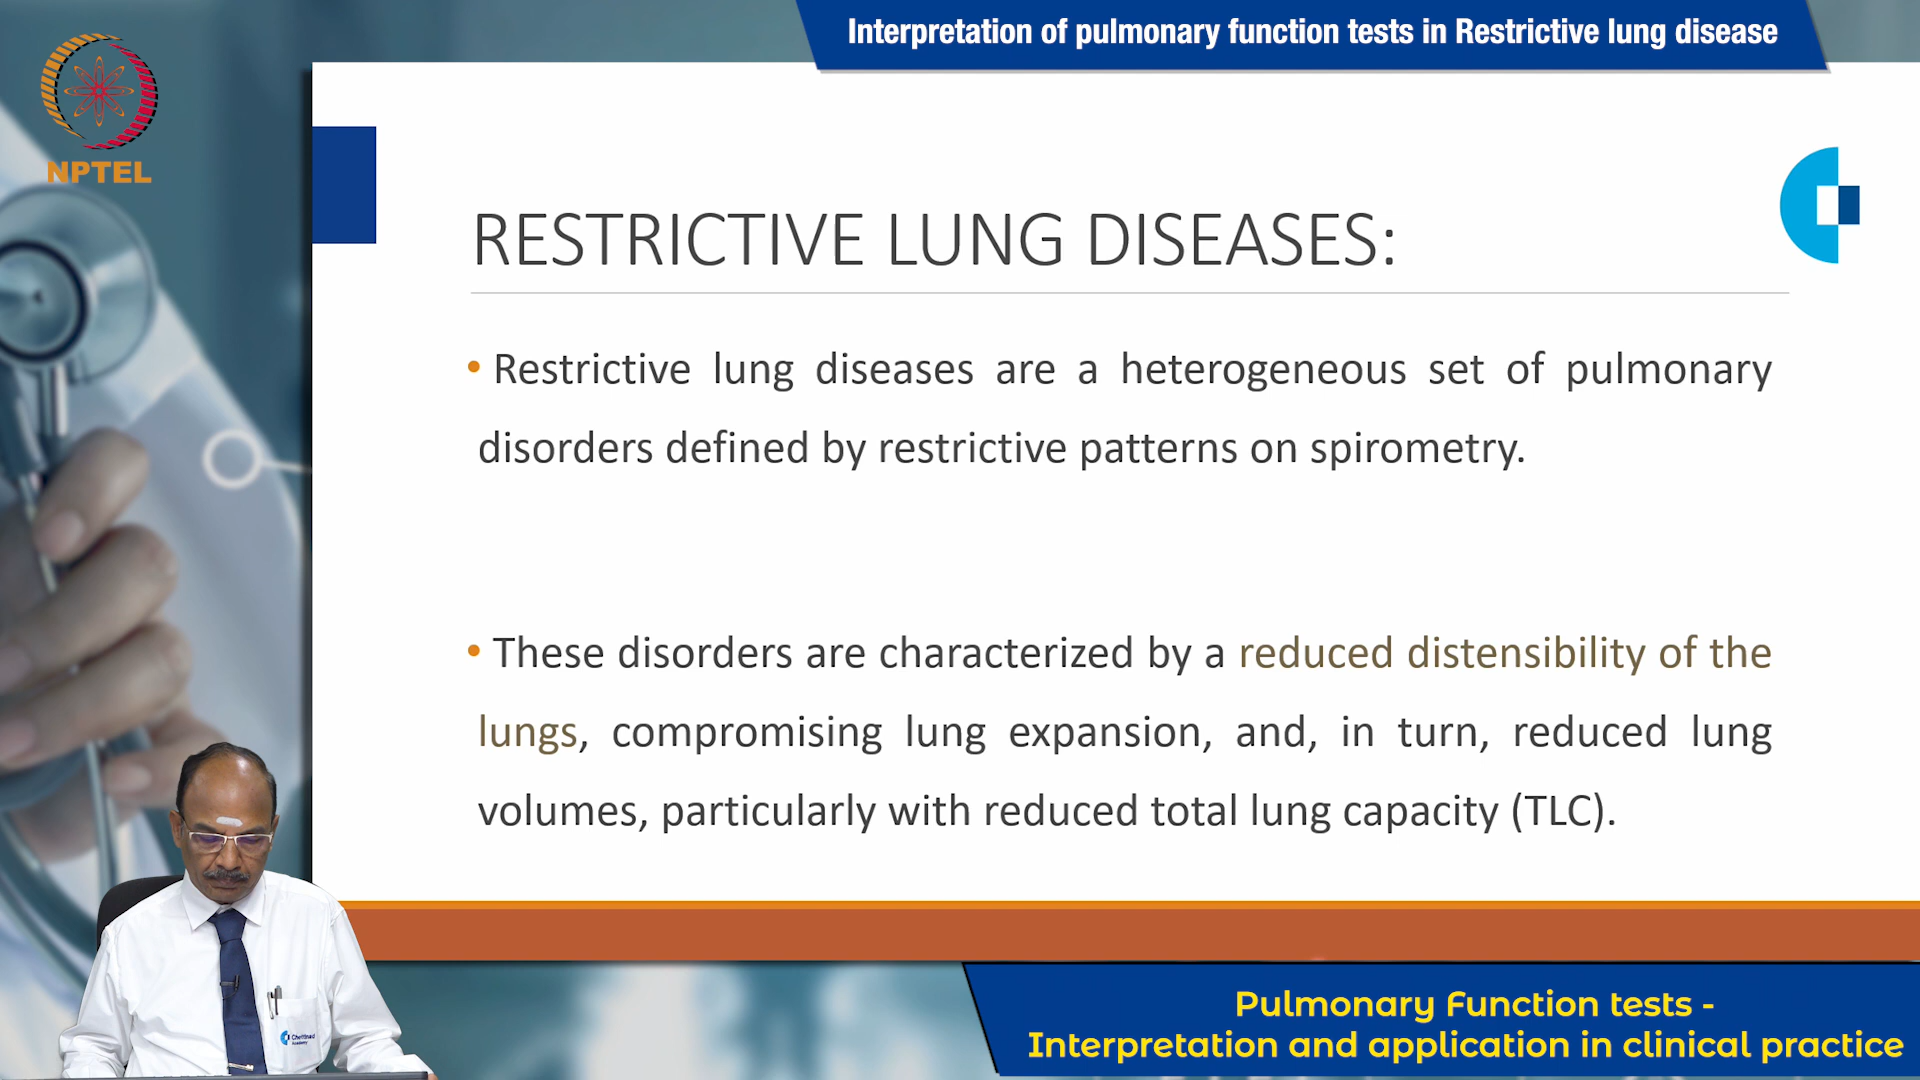 Interpretation of pulmonary function tests in Restrictive lung disease
NPTEL
RESTRICTIVE LUNG DISEASES:
• Restrictive lung diseases are a heterogeneous set of pulmonary
disorders defined by restrictive patterns on spirometry.
• These disorders are characterized by a reduced distensibility of the
lungs, compromising lung expansion, and, in turn, reduced lung
volumes, particularly with reduced total lung capacity (TLC).
Chettinad
Academy
Pulmonary Function tests -
Interpretation and application in clinical practice